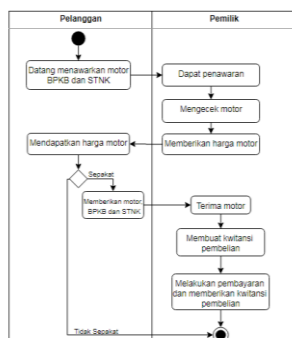 Pelanggan
Pemilik
Datang menawarkan motor
BPKB dan STNK
Dapat penawaran
Mengecek motor
Mendapatkan harga motor
Memberikan harga motor
Sepakat
Memberikan motor,
BPKB dan STNK
Terima motor
Membuat kwitansi
pembelian
Melakukan pembayaran
dan memberikan kwitansi
pembelian
Tidak Sepakat